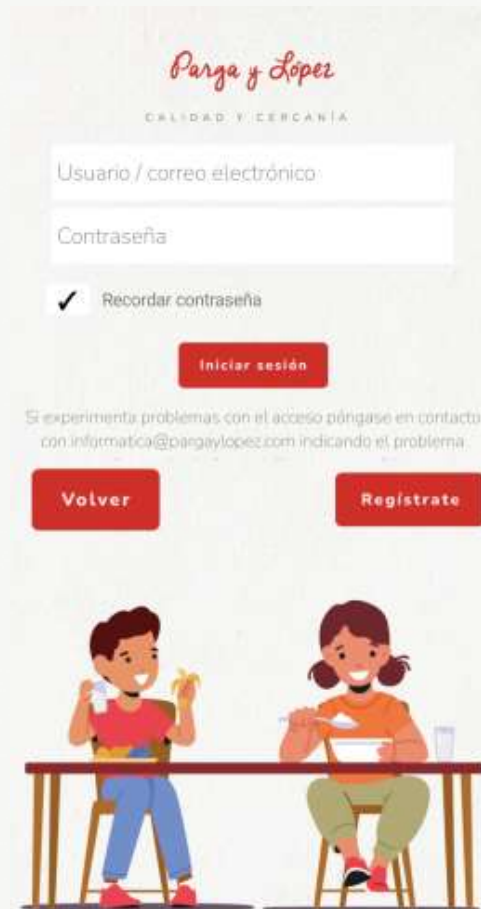 Parga y López
CALIDAD Y CERCANÍA
Usuario / correo electrónico
Contraseña
Recordar contraseña
Iniciar sesión
Si experimenta problemas con el acceso póngase en contacto
con informatica@pargaylopez.com indicando el problema
Volver
Regístrate